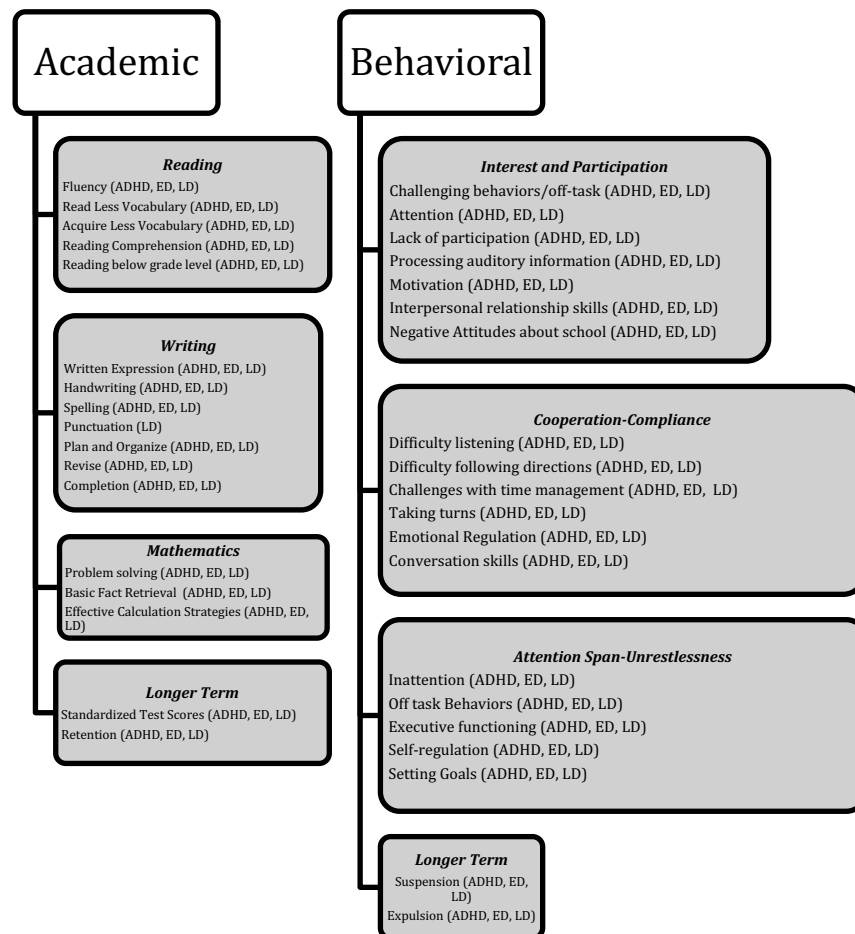 Academic
Reading
Fluency (ADHD, ED, LD)
Read Less Vocabulary (ADHD, ED, LD)
Acquire Less Vocabulary (ADHD, ED, LD)
Reading Comprehension (ADHD, ED, LD)
Reading below grade level (ADHD, ED, LD)
Writing
Written Expression (ADHD, ED, LD)
Handwriting (ADHD, ED, LD)
Spelling (ADHD, ED, LD)
Punctuation (LD)
Plan and Organize (ADHD, ED, LD)
Revise (ADHD, ED, LD)
Completion (ADHD, ED, LD)
Mathematics
Problem solving (ADHD, ED, LD)
Basic Fact Retrieval (ADHD, ED, LD)
Effective Calculation Strategies (ADHD, ED,
LD)
Longer Term
Standardized Test Scores (ADHD, ED, LD)
Retention (ADHD, ED, LD)
Behavioral
Interest and Participation
Challenging behaviors/off-task (ADHD, ED, LD)
Attention (ADHD, ED, LD)
Lack of participation (ADHD, ED, LD)
Processing auditory information (ADHD, ED, LD)
Motivation (ADHD, ED, LD)
Interpersonal relationship skills (ADHD, ED, LD)
Negative Attitudes about school (ADHD, ED, LD)
Cooperation-Compliance
Difficulty listening (ADHD, ED, LD)
Difficulty following directions (ADHD, ED, LD)
Challenges with time management (ADHD, ED, LD)
Taking turns (ADHD, ED, LD)
Emotional Regulation (ADHD, ED, LD)
Conversation skills (ADHD, ED, LD)
Attention Span-Unrestlessness
Inattention (ADHD, ED, LD)
Off task Behaviors (ADHD, ED, LD)
Executive functioning (ADHD, ED, LD)
Self-regulation (ADHD, ED, LD)
Setting Goals (ADHD, ED, LD)
Longer Term
Suspension (ADHD, ED,
LD)
Expulsion (ADHD, ED, LD)